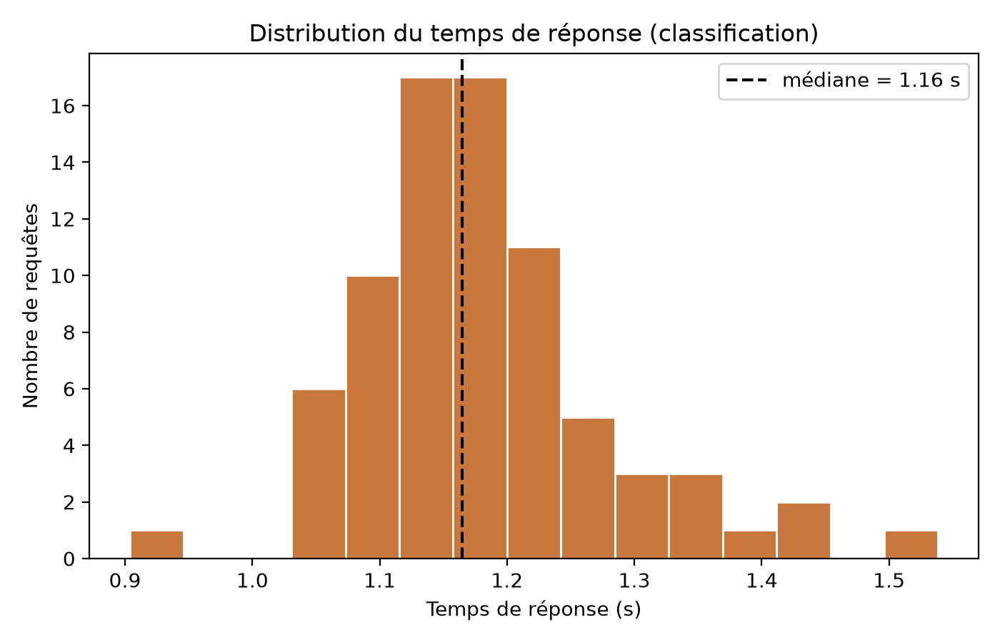 Distribution du temps de réponse (classification)
médiane = 1.16 s
Nombre de requêtes
16
14
12
10
8
6
4
2
0
0.9 1.0 1.1 1.2 1.3 1.4 1.5
Temps de réponse (s)